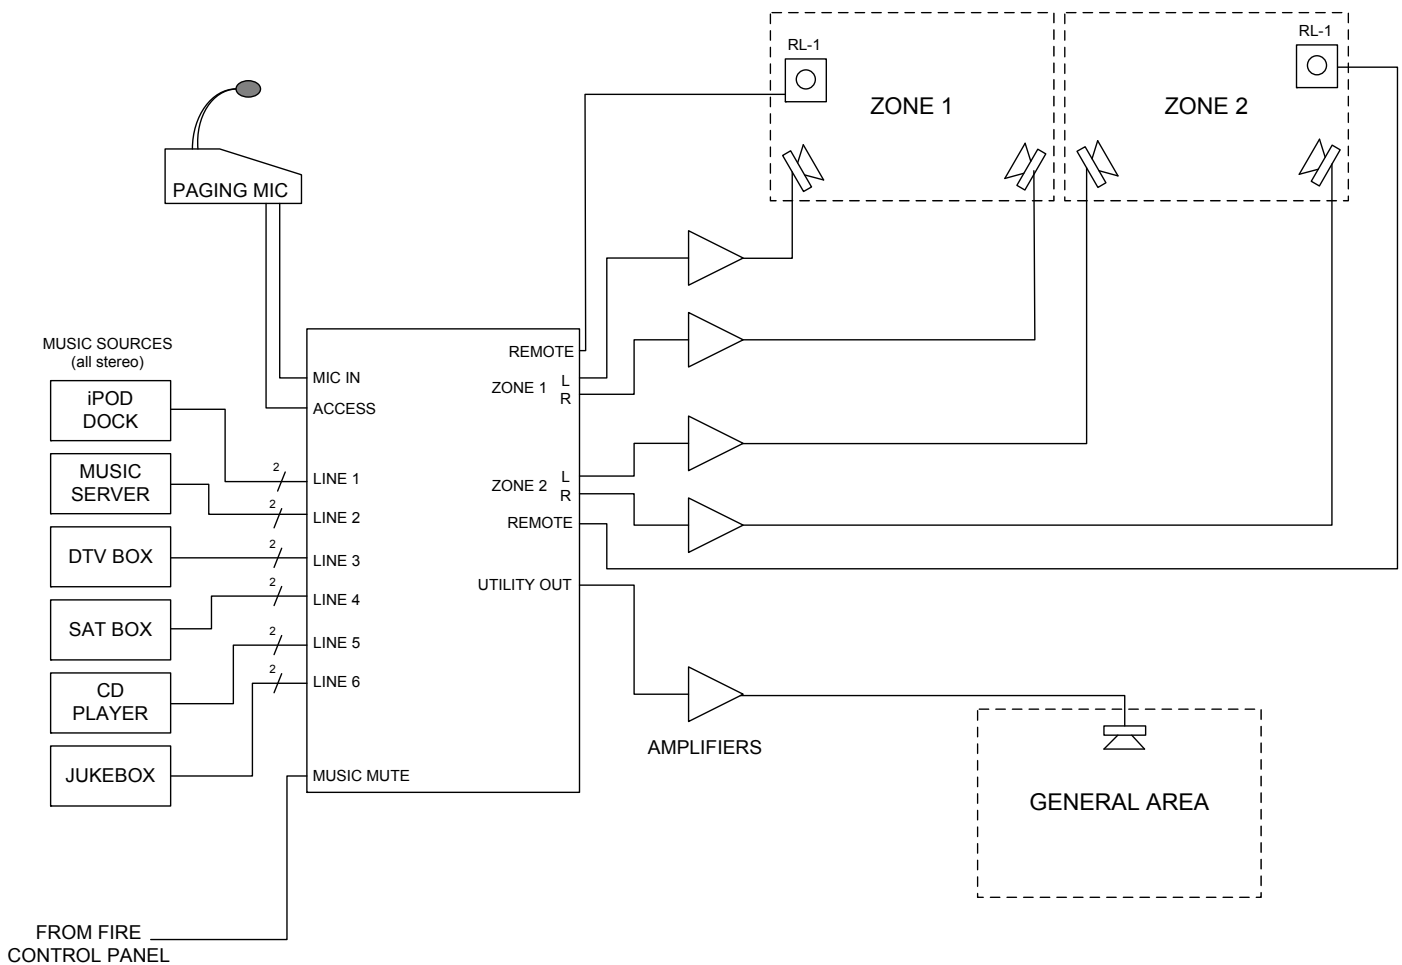 RL-1
RL-1
ZONE 1
ZONE 2
PAGING MIC
MUSIC SOURCES
(all stereo)
iPOD
DOCK
MUSIC
SERVER
DTV BOX
SAT BOX
CD
PLAYER
JUKEBOX
2
2
2
2
2
2
MIC IN
ACCESS
LINE 1
LINE 2
LINE 3
LINE 4
LINE 5
LINE 6
MUSIC MUTE
REMOTE
ZONE 1
L
R
ZONE 2
L
R
REMOTE
UTILITY OUT
AMPLIFIERS
GENERAL AREA
FROM FIRE
CONTROL PANEL